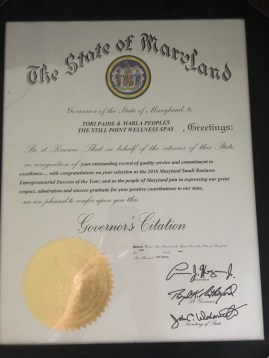 The State of Maryland
Governor of the State of Maryland, to
TORI PAIDE & MARLA PEOPLES
THE STILL POINT WELLNESS SPAS , Greetings:
Be it Known: That on behalf of the citizens of this State
in recognition of your outstanding record of quality service and commitment to
excellence... with congratulations on your selection as the 2016 Maryland Small Business
Entrepreneurial Success of the Year; and as the people of Maryland join in expressing our great
respect, admiration and sincere gratitude for your positive contributions to our state,
we are pleased to confer upon you this
Governor's Citation
Lt. Governor
Secretary of State